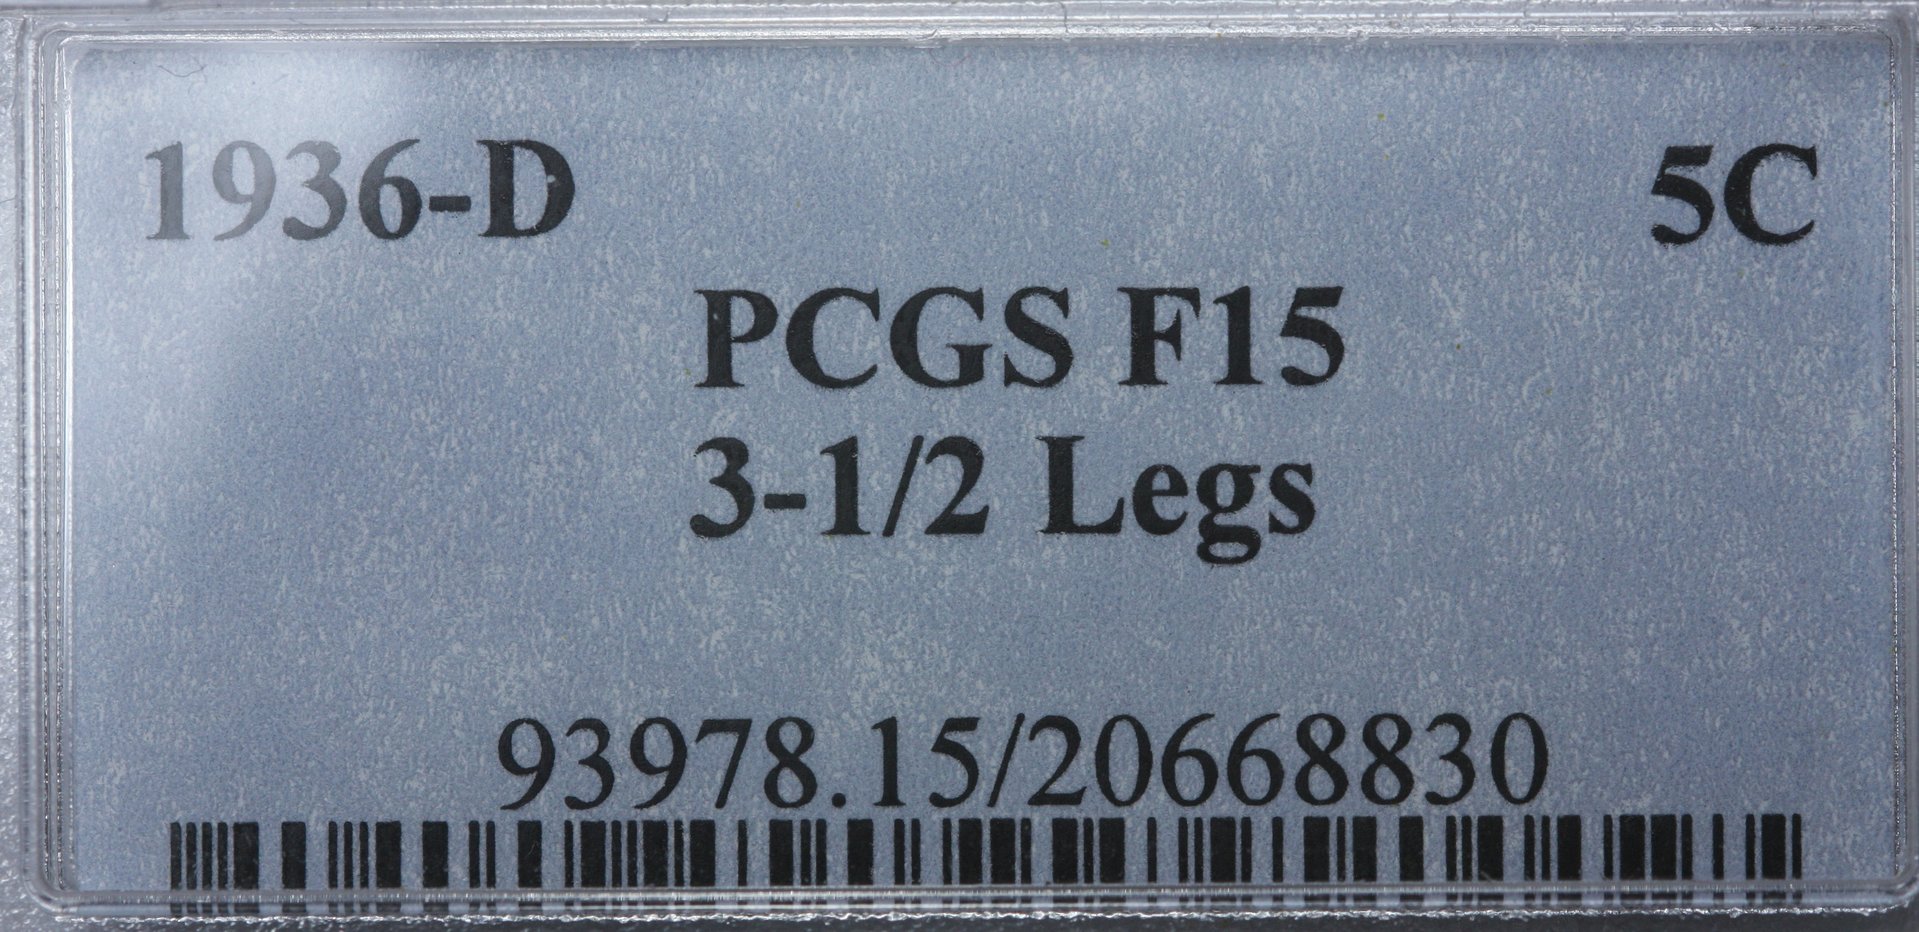 1936-D 5C
PCGS F15
3-1/2 Legs
93978.15/20668830